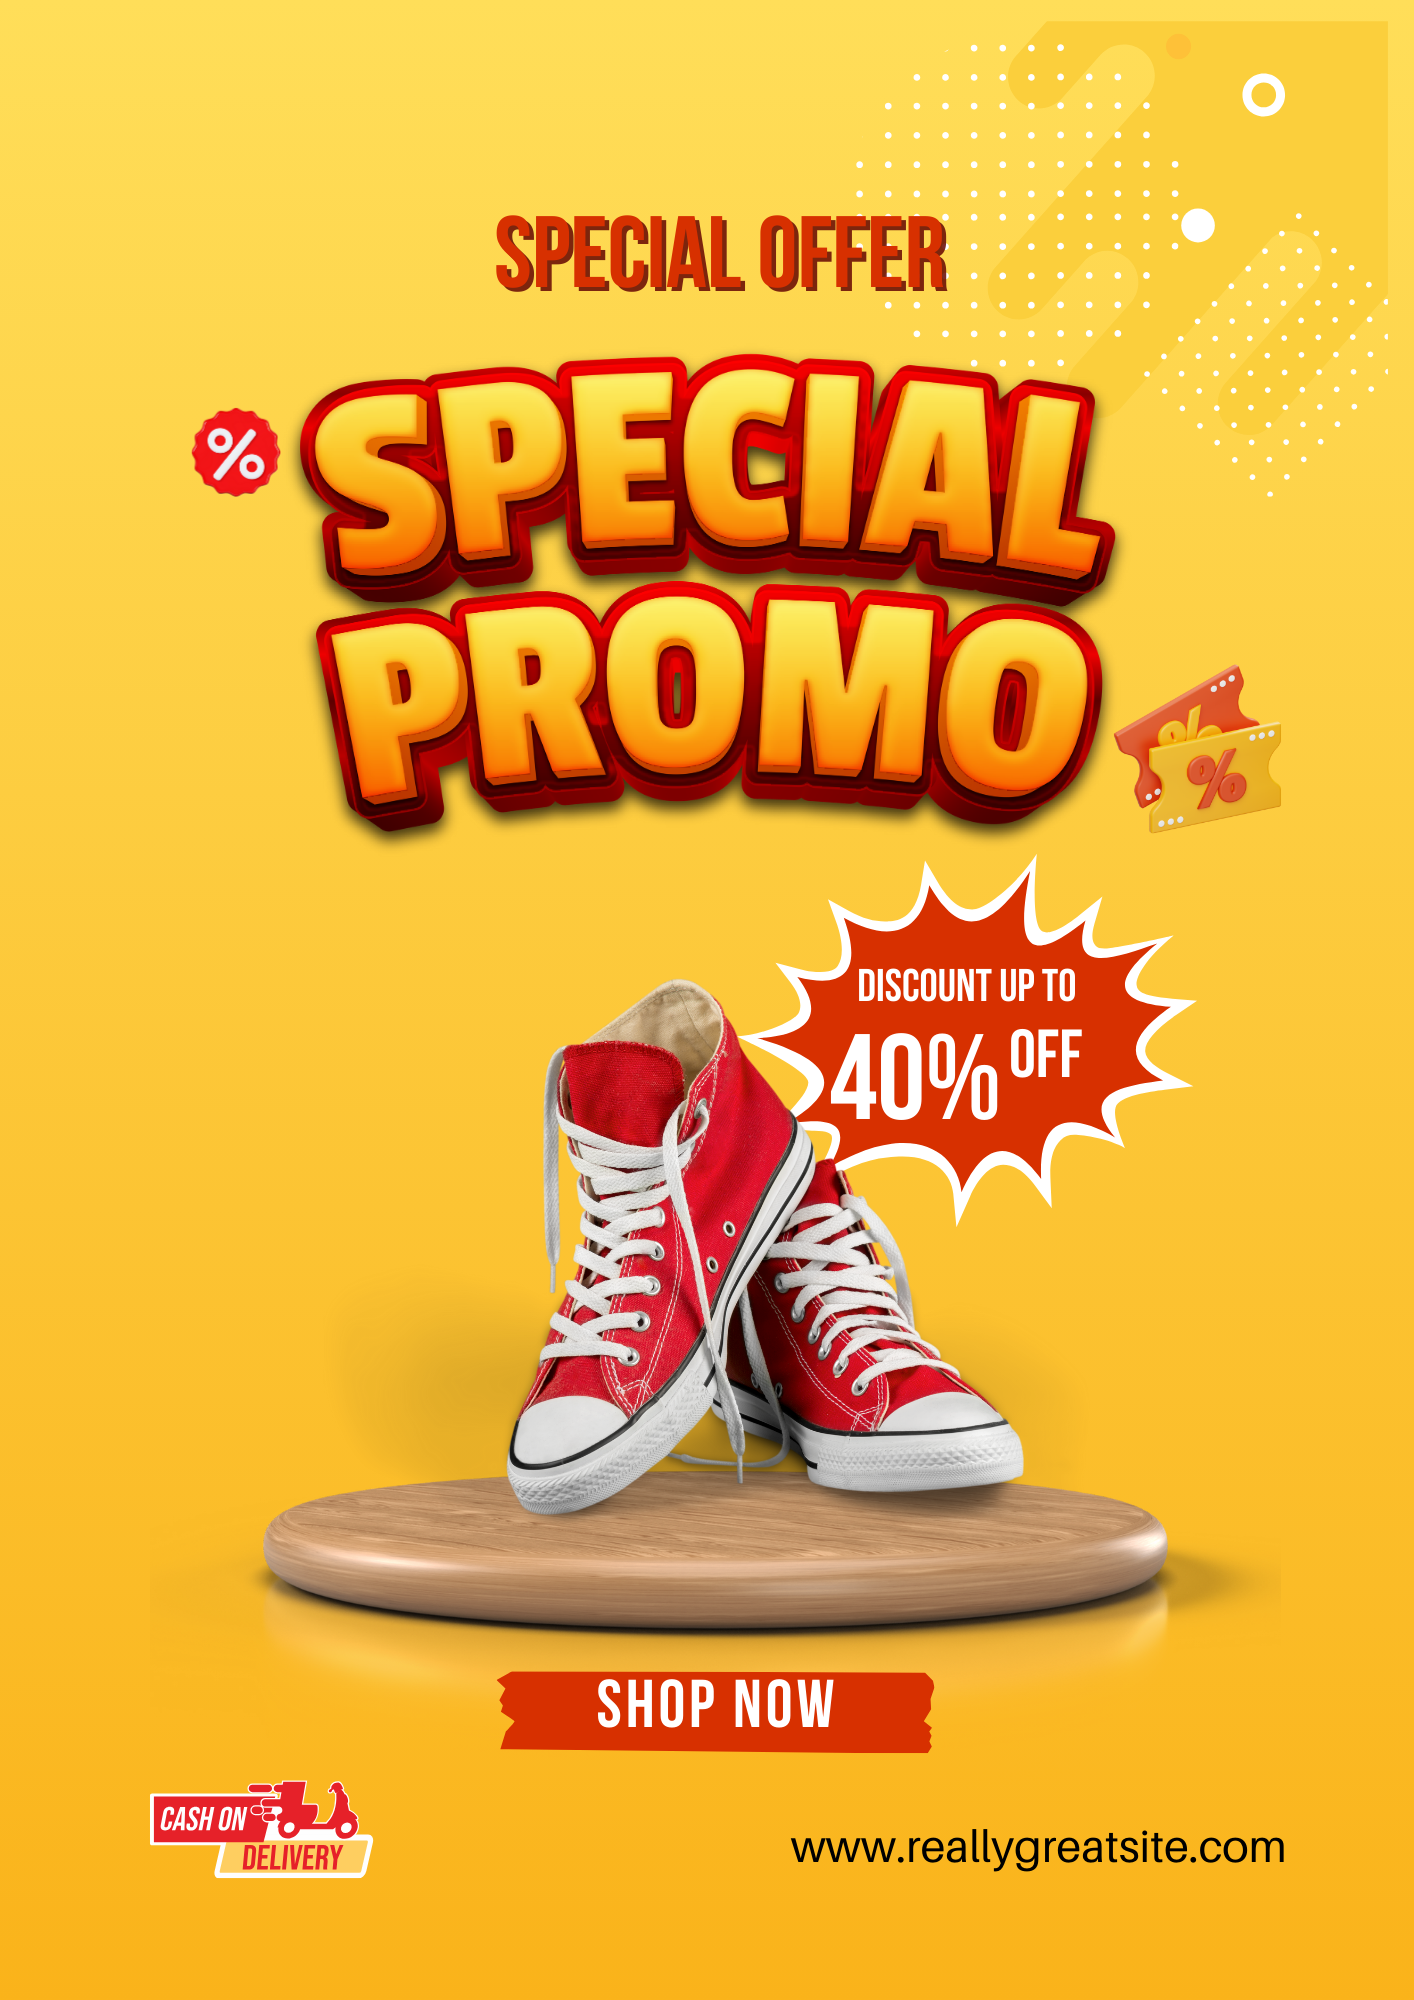 SPECIAL OFFER
%
SPECIAL
PROMO
%
%
DISCOUNT UP TO
40% OFF
SHOP NOW
CASH ON
DELIVERY
www.reallygreatsite.com